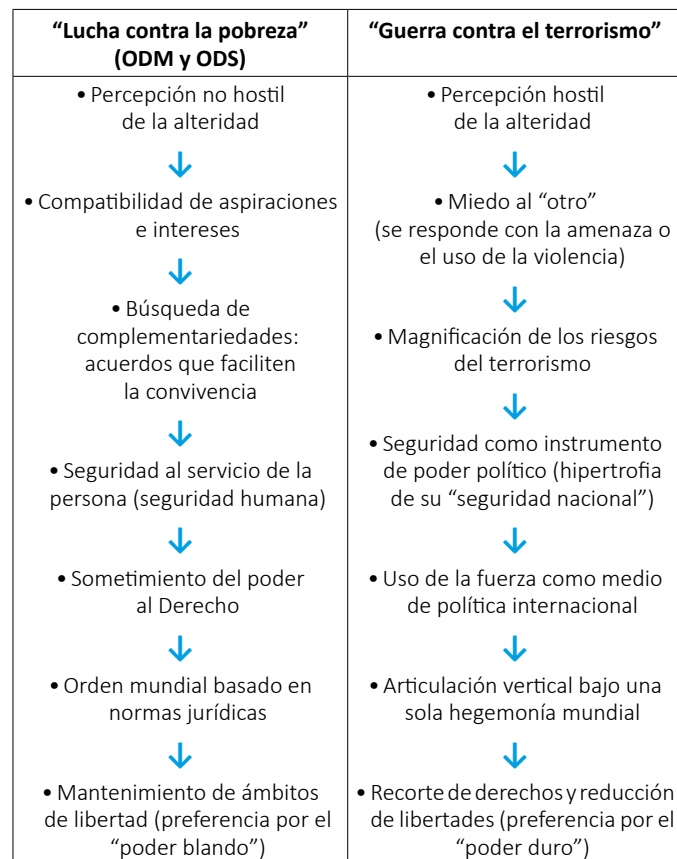 “Lucha contra la pobreza”
(ODM y ODS)
• Percepción no hostil
de la alteridad
• Compatibilidad de aspiraciones
e intereses
• Búsqueda de
complementariedades:
acuerdos que faciliten
la convivencia
• Seguridad al servicio de la
persona (seguridad humana)
• Sometimiento del poder
al Derecho
• Orden mundial basado en
normas jurídicas
• Mantenimiento de ámbitos
de libertad (preferencia por el
“poder blando”)
“Guerra contra el terrorismo”
• Percepción hostil
de la alteridad
• Miedo al “otro”
(se responde con la amenaza o
el uso de la violencia)
• Magnificación de los riesgos
del terrorismo
• Seguridad como instrumento
de poder político (hipertrofia
de su “seguridad nacional”)
• Uso de la fuerza como medio
de política internacional
• Articulación vertical bajo una
sola hegemonía mundial
• Recorte de derechos y reducción
de libertades (preferencia por el
“poder duro”)